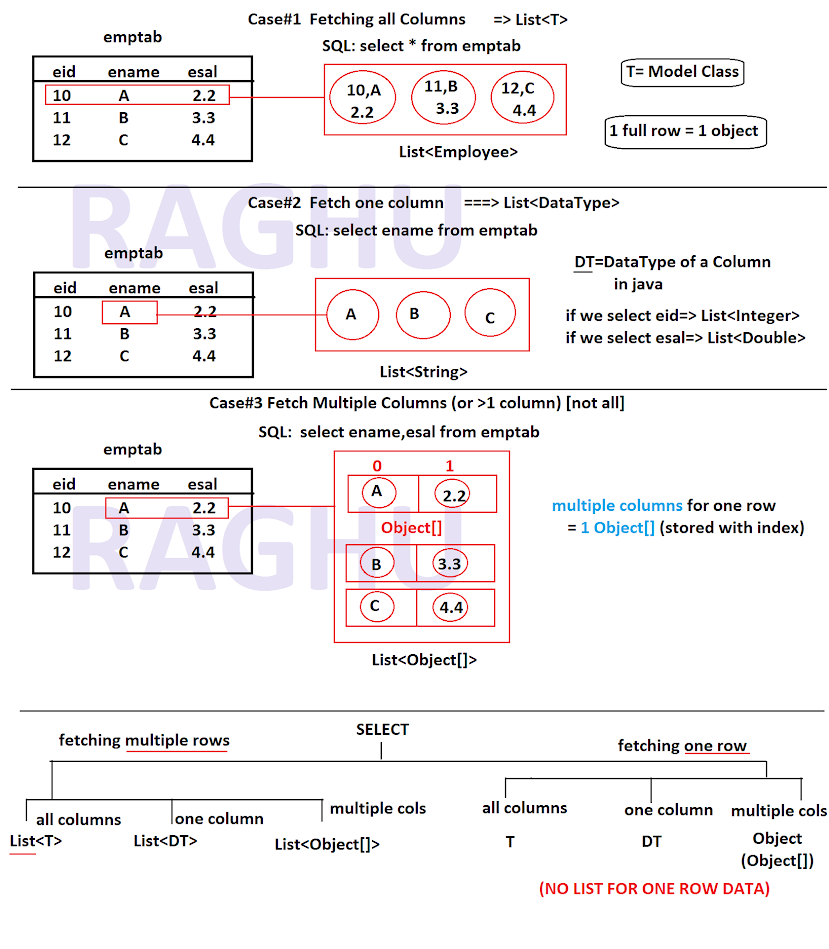 Case#1 Fetching all Columns => List<T>
emptab
SQL: select * from emptab
eid ename esal
10 A 2.2
11 B 3.3
12 C 4.4
10,A
2.2
11,B
3.3
12,C
4.4
List<Employee>
T= Model Class
1 full row = 1 object
RAGHU
Case#2 Fetch one column ===> List<DataType>
SQL: select ename from emptab
emptab
eid ename esal
10 A 2.2
11 B 3.3
12 C 4.4
A B C
List<String>
DT=DataType of a Column
in java
if we select eid=> List<Integer>
if we select esal=> List<Double>
Case#3 Fetch Multiple Columns (or >1 column) [not all]
SQL: select ename,esal from emptab
emptab
eid ename esal
10 A 2.2
11 B 3.3
12 C 4.4
0 1
A 2.2
Object[]
B 3.3
C 4.4
List<Object[]>
multiple columns for one row
= 1 Object[] (stored with index)
RAGHU
SELECT
fetching multiple rows
fetching one row
all columns
one column
multiple cols
List<T>
List<DT>
List<Object[]>
all columns
one column
multiple cols
T
DT
Object
(Object[])
(NO LIST FOR ONE ROW DATA)